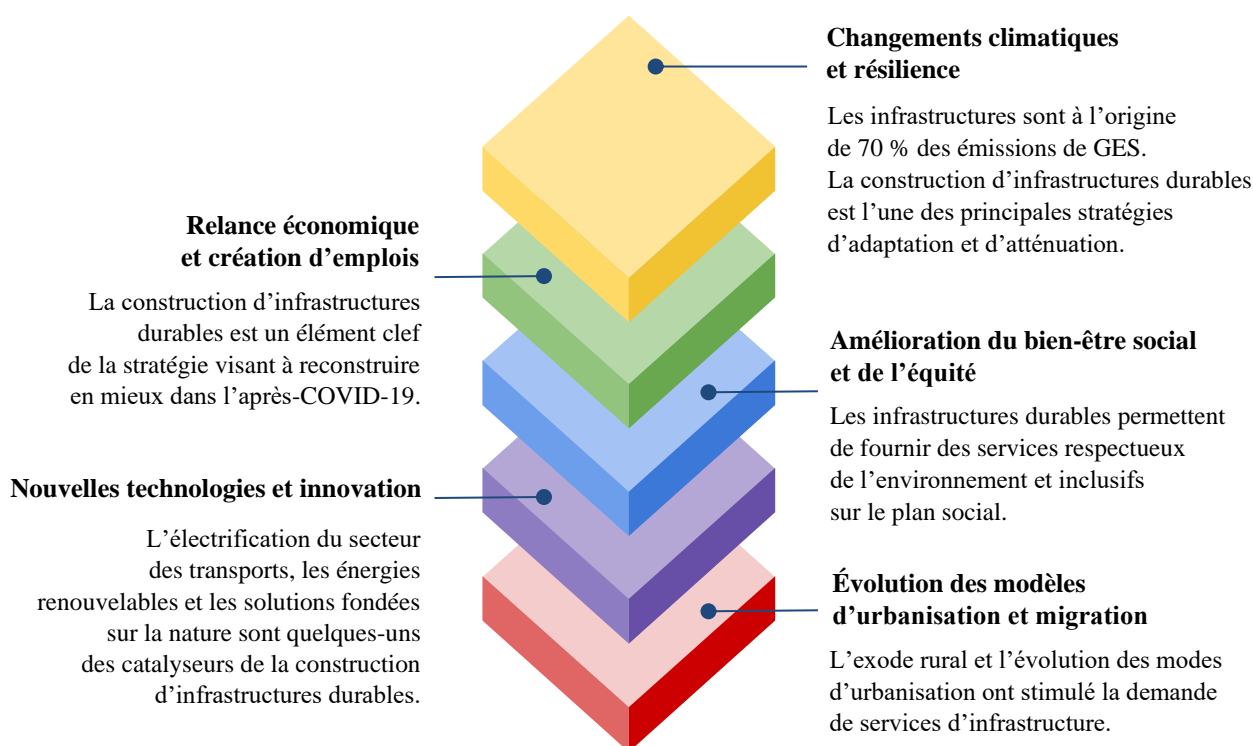 Changements climatiques
et résilience
Les infrastructures sont à l’origine
de 70 % des émissions de GES.
La construction d’infrastructures durables
est l’une des principales stratégies
d’adaptation et d’atténuation.
Relance économique
et création d’emplois
La construction d’infrastructures
durables est un élément clef
de la stratégie visant à reconstruire
en mieux dans l’après-COVID-19.
Amélioration du bien-être social
et de l’équité
Les infrastructures durables permettent
de fournir des services respectueux
de l’environnement et inclusifs
sur le plan social.
Nouvelles technologies et innovation
L’électrification du secteur
des transports, les énergies
renouvelables et les solutions fondées
sur la nature sont quelques-uns
des catalyseurs de la construction
d’infrastructures durables.
Évolution des modèles
d’urbanisation et migration
L’exode rural et l’évolution des modes
d’urbanisation ont stimulé la demande
de services d’infrastructure.